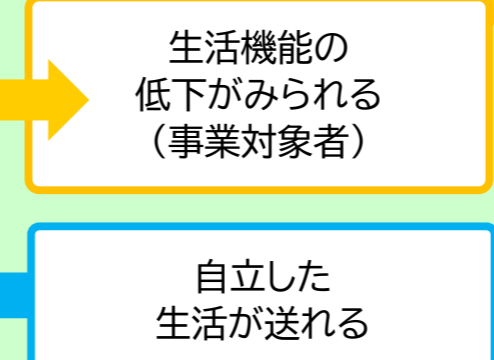 生活機能の
低下がみられる
（事業対象者）
自立した
生活が送れる